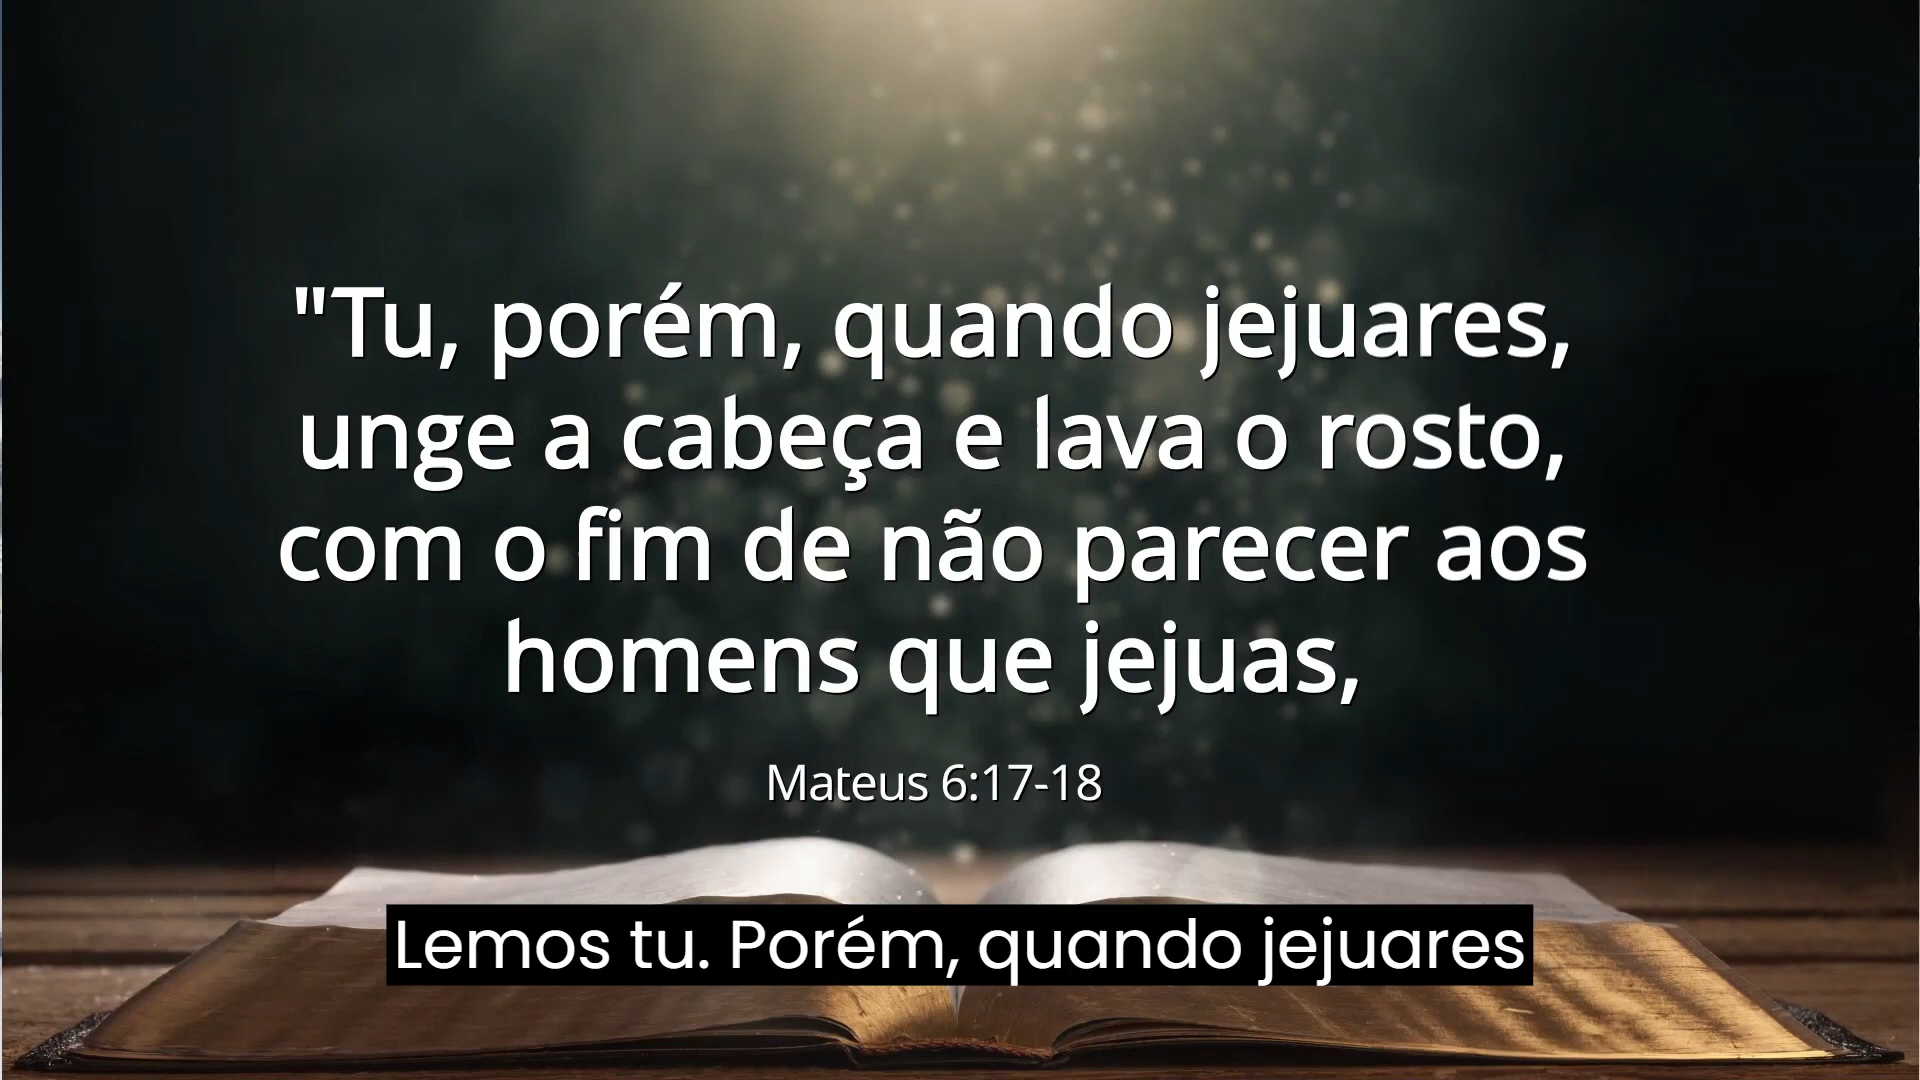 "Tu, porém, quando jejuares,
unge a cabeça e lava o rosto,
com o fim de não parecer aos
homens que jejuas,
Mateus 6:17-18
Lemos tu. Porém, quando jejuares